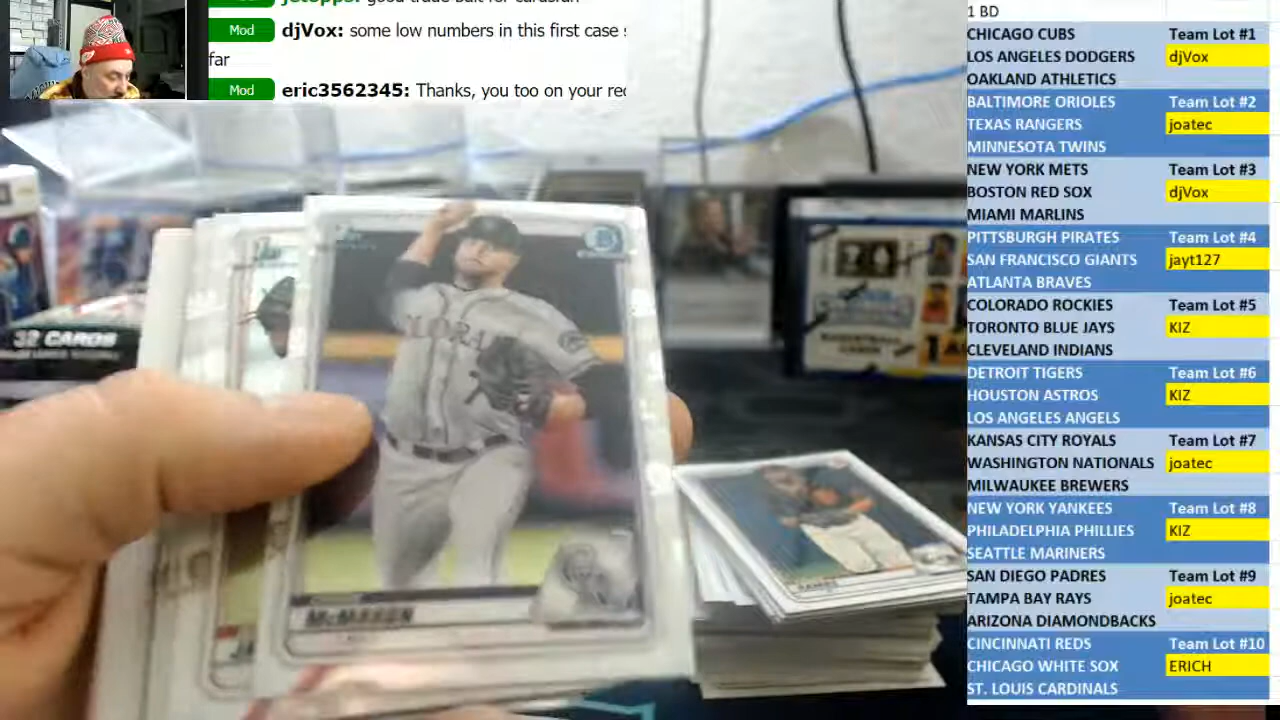 Mod djVox: some low numbers in this first case
far
Mod eric3562345: Thanks, you too on your
1 BD
CHICAGO CUBS Team Lot #1
LOS ANGELES DODGERS djVox
OAKLAND ATHLETICS
BALTIMORE ORIOLES Team Lot #2
TEXAS RANGERS joatec
MINNESOTA TWINS
NEW YORK METS Team Lot #3
BOSTON RED SOX djVox
MIAMI MARLINS
PITTSBURGH PIRATES Team Lot #4
SAN FRANCISCO GIANTS jayt127
ATLANTA BRAVES
COLORADO ROCKIES Team Lot #5
TORONTO BLUE JAYS KIZ
CLEVELAND INDIANS
DETROIT TIGERS Team Lot #6
HOUSTON ASTROS KIZ
LOS ANGELES ANGELS
KANSAS CITY ROYALS Team Lot #7
WASHINGTON NATIONALS joatec
MILWAUKEE BREWERS
NEW YORK YANKEES Team Lot #8
PHILADELPHIA PHILLIES KIZ
SEATTLE MARINERS
SAN DIEGO PADRES Team Lot #9
TAMPA BAY RAYS joatec
ARIZONA DIAMONDBACKS
CINCINNATI REDS Team Lot #10
CHICAGO WHITE SOX ERICH
ST. LOUIS CARDINALS
32 CARDS
McMAHON